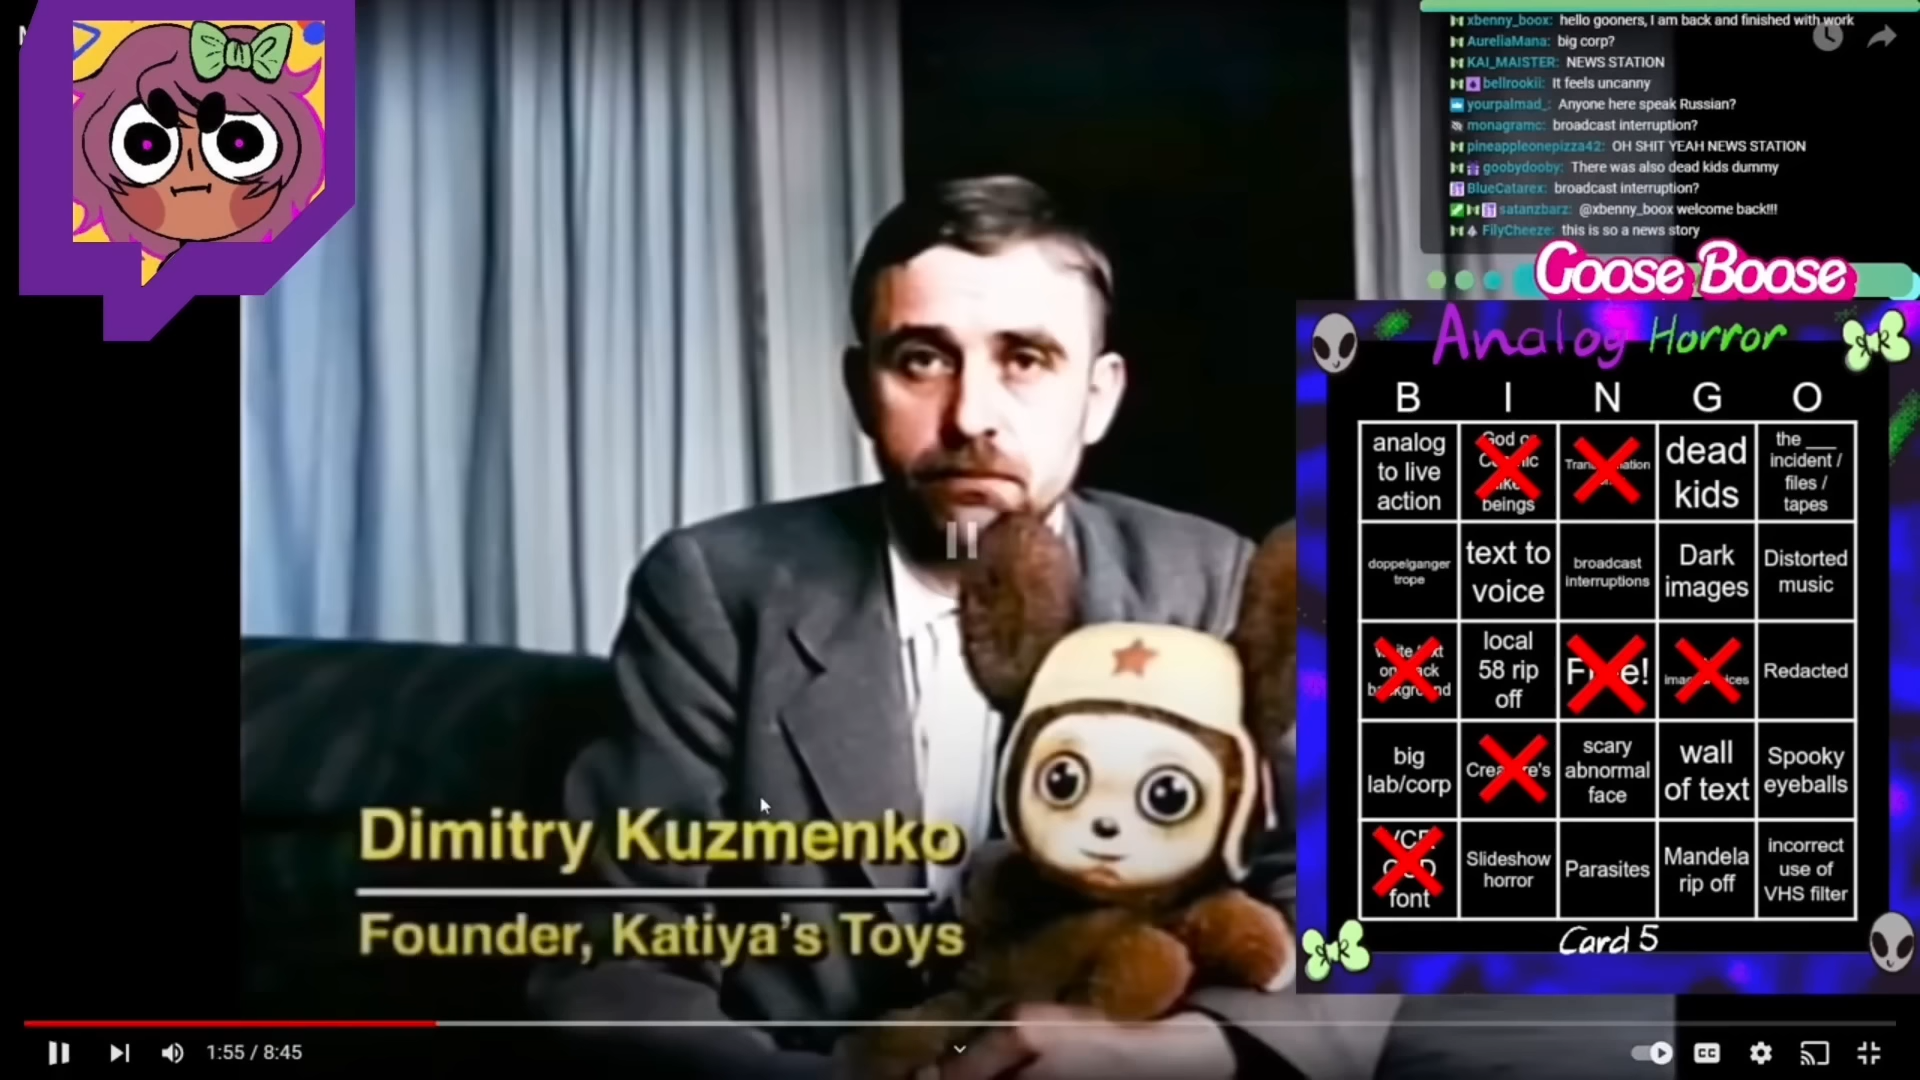 xbenny_boox: hello gooners, I am back and finished with work
AureliaMana: big corp?
KAI_MAISTER: NEWS STATION
bellrookii: It feels uncanny
yourpalmad_: Anyone here speak Russian?
monagramc: broadcast interruption?
pineappleonepizza42: OH SHIT YEAH NEWS STATION
goobydooby: There was also dead kids dummy
BlueCatarex: broadcast interruption?
satanzbarz: @xbenny_boox welcome back!!!
FilyCheeze: this is so a news story
Goose Boose
Analog Horror
B I N G O
analog
to live
action
God or
beings
dead
kids
the ___
incident /
files /
tapes
doppelganger
trope
text to
voice
broadcast
interruptions
Dark
images
Distorted
music
local
58 rip
off
Free!
Redacted
big
lab/corp
scary
abnormal
face
wall
of text
Spooky
eyeballs
font
Slideshow
horror
Parasites
Mandela
rip off
incorrect
use of
VHS filter
Card 5
Dimitry Kuzmenko
Founder, Katiya's Toys
1:55 / 8:45
CC